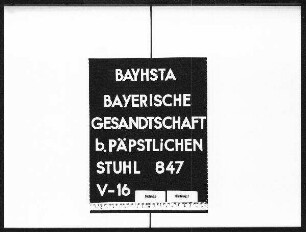 BAYHSTA
BAYERISCHE
GESANDTSCHAFT
b. PÄPSTLiCHEN
STUHL 847
V-16